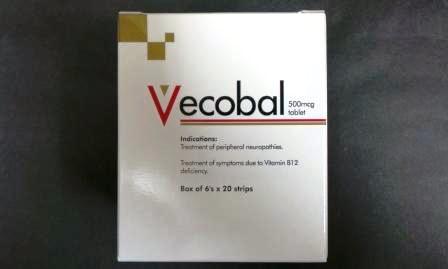 Vecobal 500mcg
tablet
Indications:
Treatment of peripheral neuropathies.
Treatment of symptoms due to Vitamin B12
deficiency.
Box of 6's x 20 strips